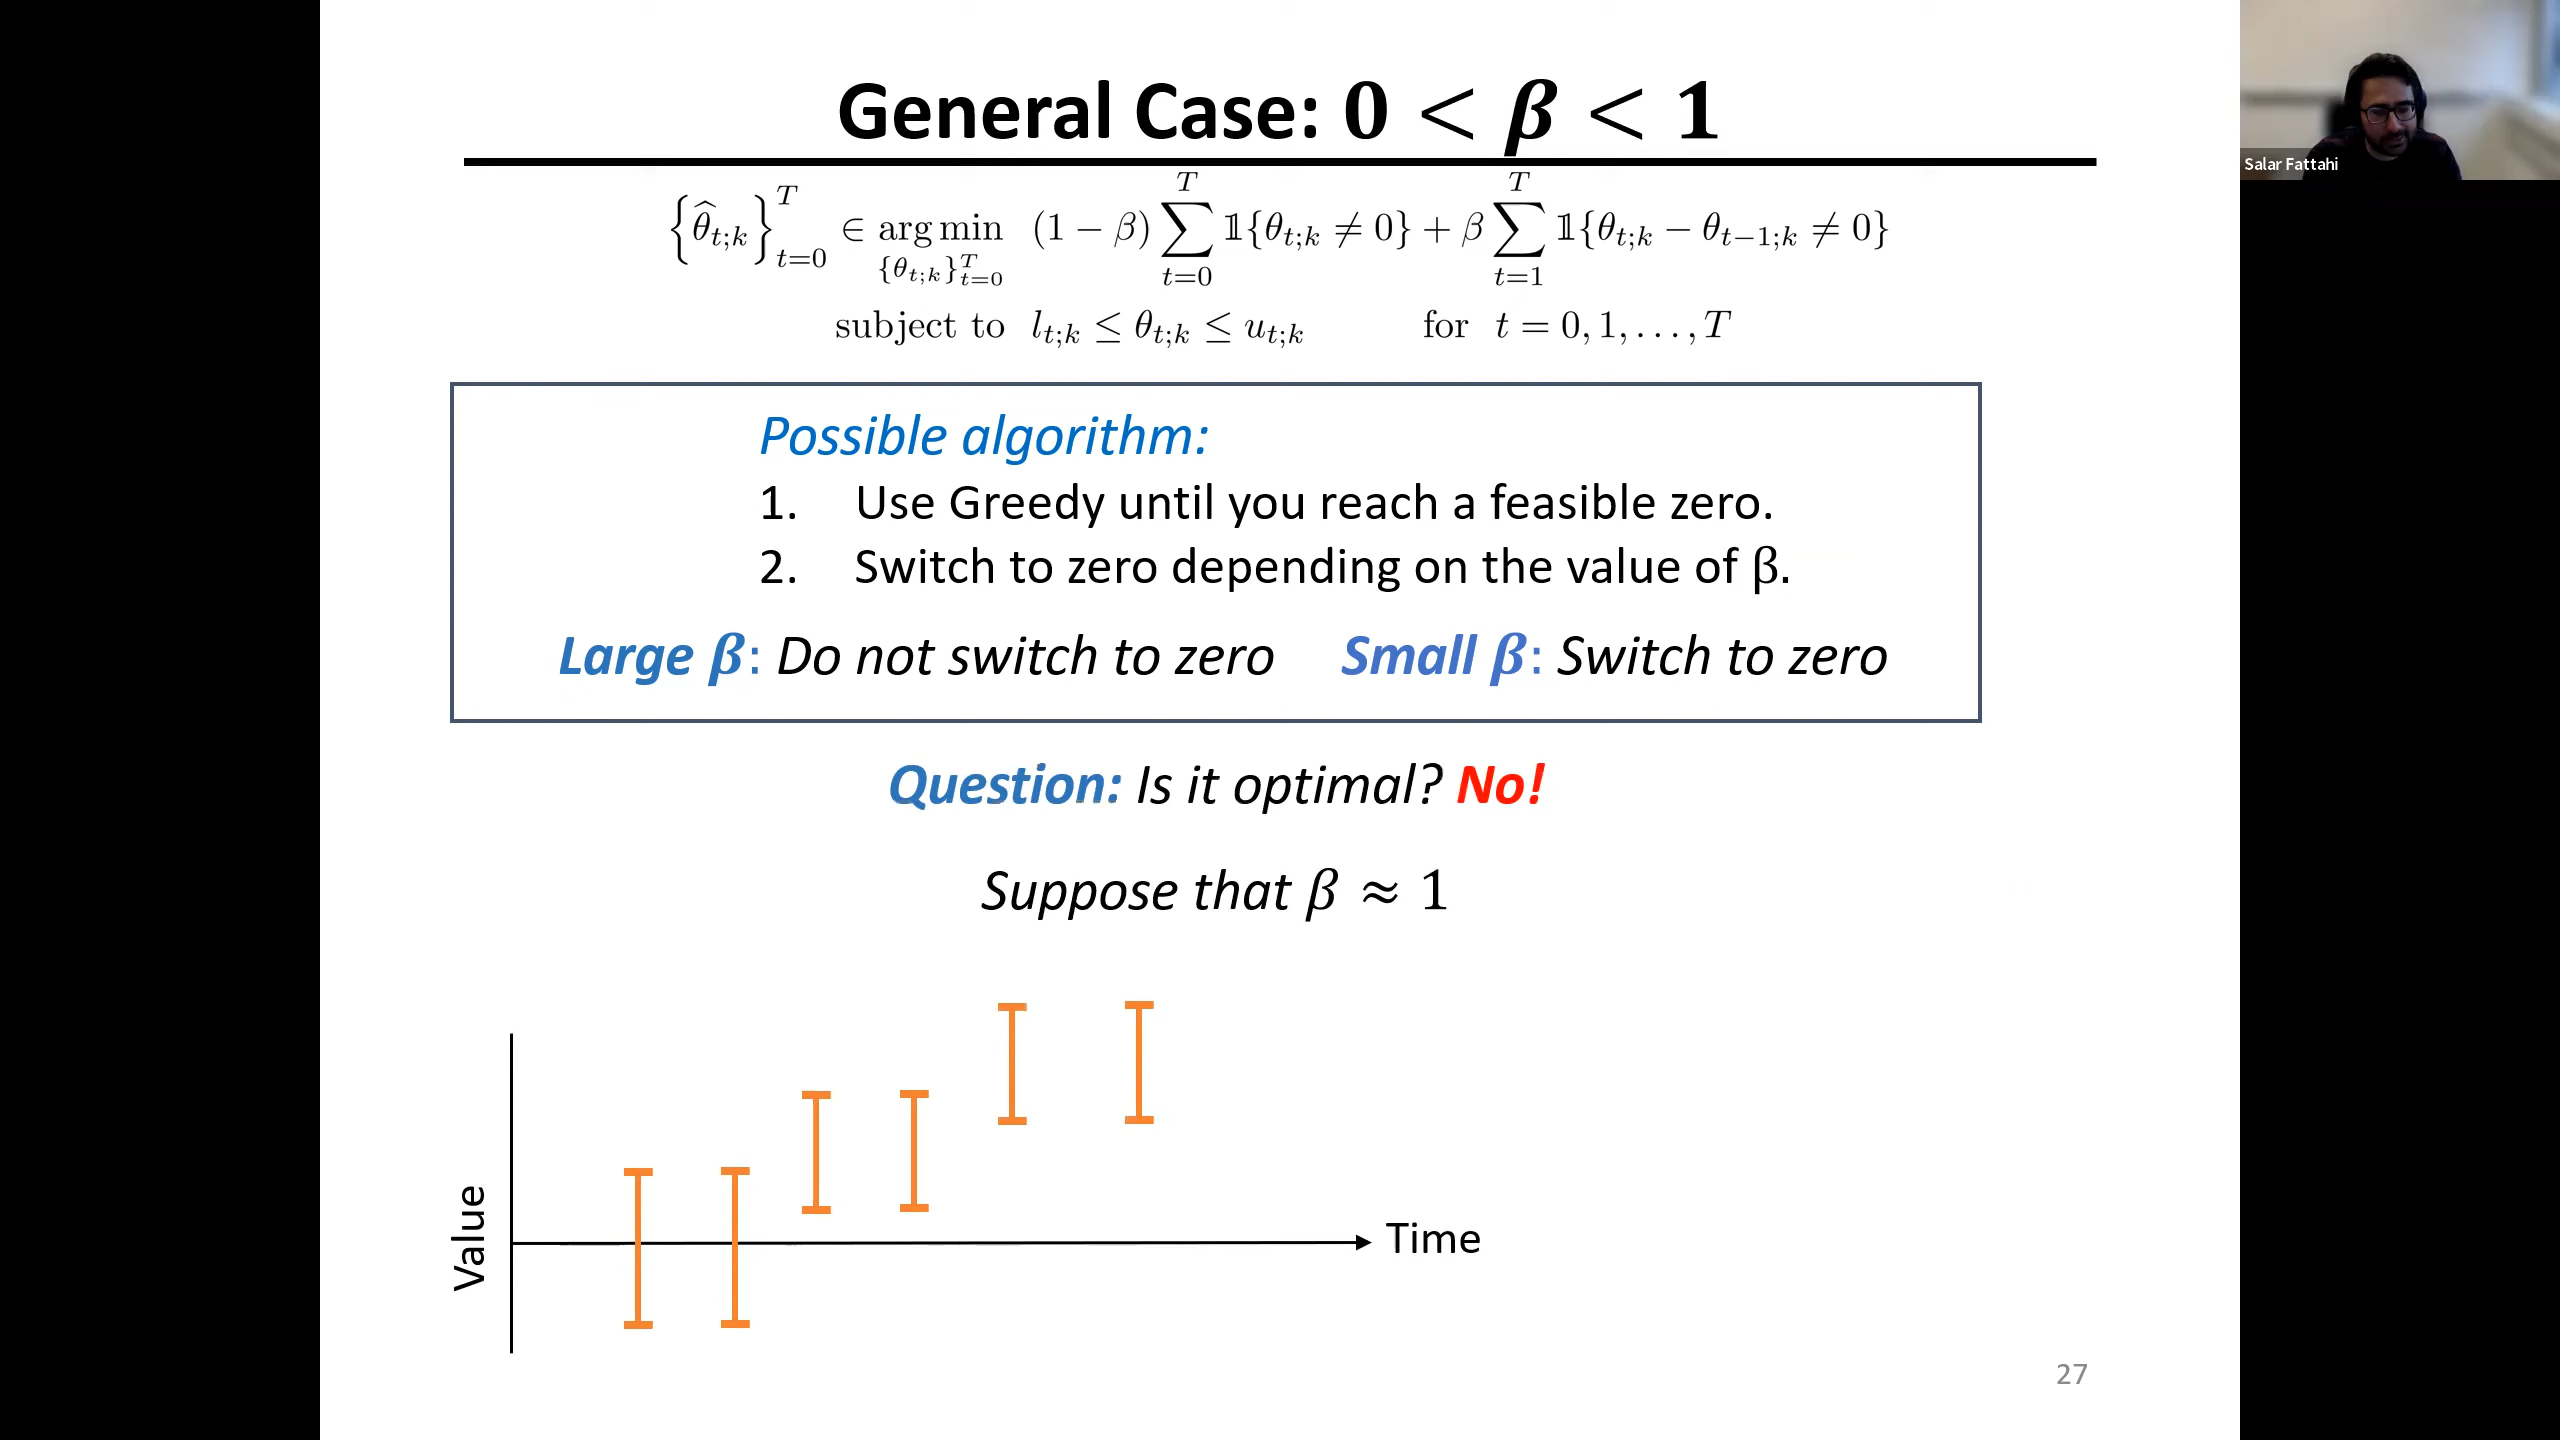 General Case: 0 < β < 1
Salar Fattahi
{θ̂_{t;k}}_{t=0}^{T} ∈ arg min_{{θ_{t;k}}_{t=0}^{T}} (1 − β) ∑_{t=0}^{T} 𝟙{θ_{t;k} ≠ 0} + β ∑_{t=1}^{T} 𝟙{θ_{t;k} − θ_{t−1;k} ≠ 0}
subject to l_{t;k} ≤ θ_{t;k} ≤ u_{t;k} for t = 0, 1, . . . , T
Possible algorithm:
1. Use Greedy until you reach a feasible zero.
2. Switch to zero depending on the value of β.
Large β: Do not switch to zero Small β: Switch to zero
Question: Is it optimal? No!
Suppose that β ≈ 1
Value
Time
27